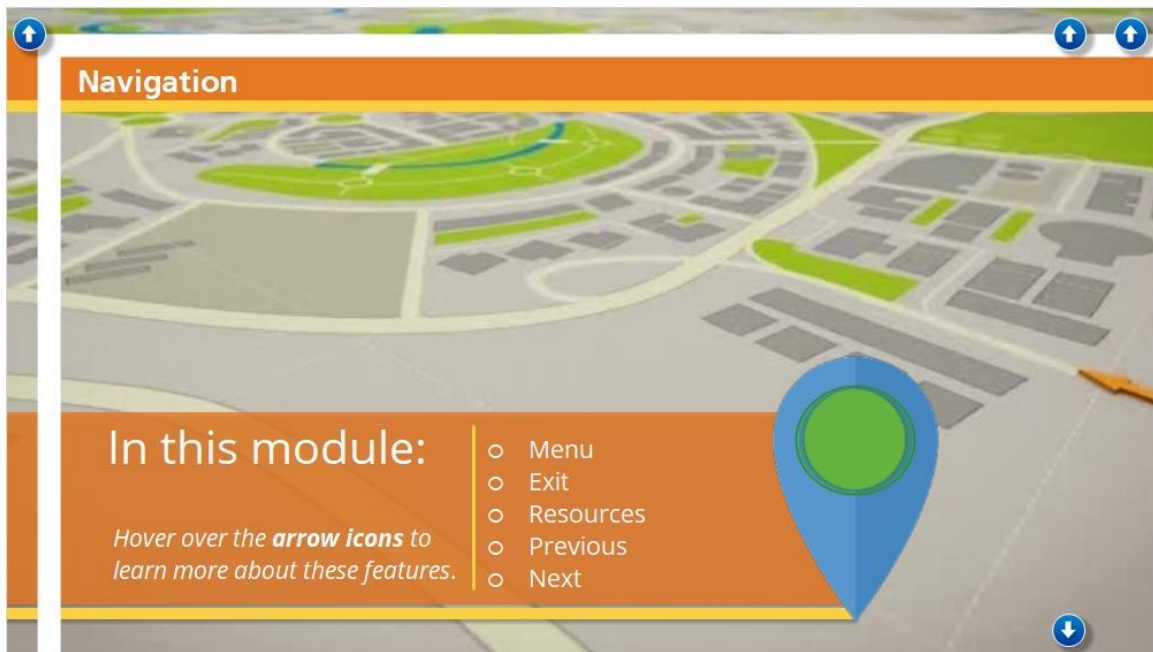 Navigation
In this module:
Hover over the arrow icons to
learn more about these features.
Menu
Exit
Resources
Previous
Next